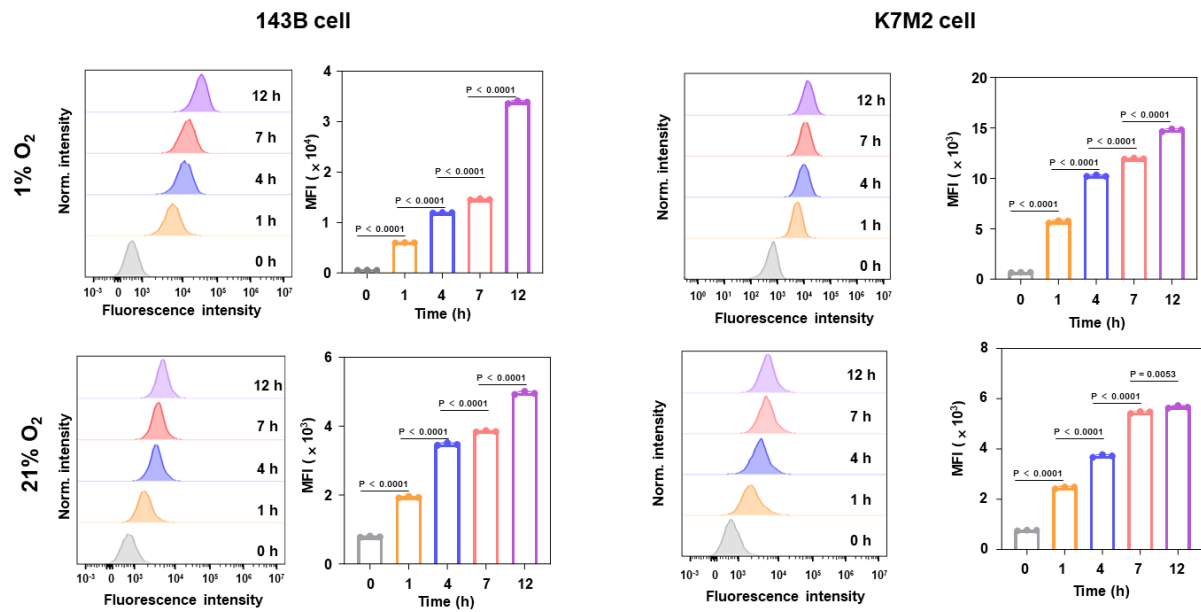 143B cell
K7M2 cell
1% O2
Norm. intensity
12 h
7 h
4 h
1 h
0 h
-10-3 0 103 104 105 106 107
Fluorescence intensity
MFI ( × 104)
4
3
2
1
0
P < 0.0001
P < 0.0001
P < 0.0001
P < 0.0001
0 1 4 7 12
Time (h)
Norm. intensity
12 h
7 h
4 h
1 h
0 h
100 101 102 103 104 105 106 107
Fluorescence intensity
MFI ( × 103)
20
15
10
5
0
P < 0.0001
P < 0.0001
P < 0.0001
P < 0.0001
0 1 4 7 12
Time (h)
21% O2
Norm. intensity
12 h
7 h
4 h
1 h
0 h
-10-3 0 103 104 105 106 107
Fluorescence intensity
MFI ( × 103)
6
4
2
0
P < 0.0001
P < 0.0001
P < 0.0001
P < 0.0001
0 1 4 7 12
Time (h)
Norm. intensity
12 h
7 h
4 h
1 h
0 h
-10-3 0 103 104 105 106 107
Fluorescence intensity
MFI ( × 103)
8
6
4
2
0
P = 0.0053
P < 0.0001
P < 0.0001
P < 0.0001
0 1 4 7 12
Time (h)